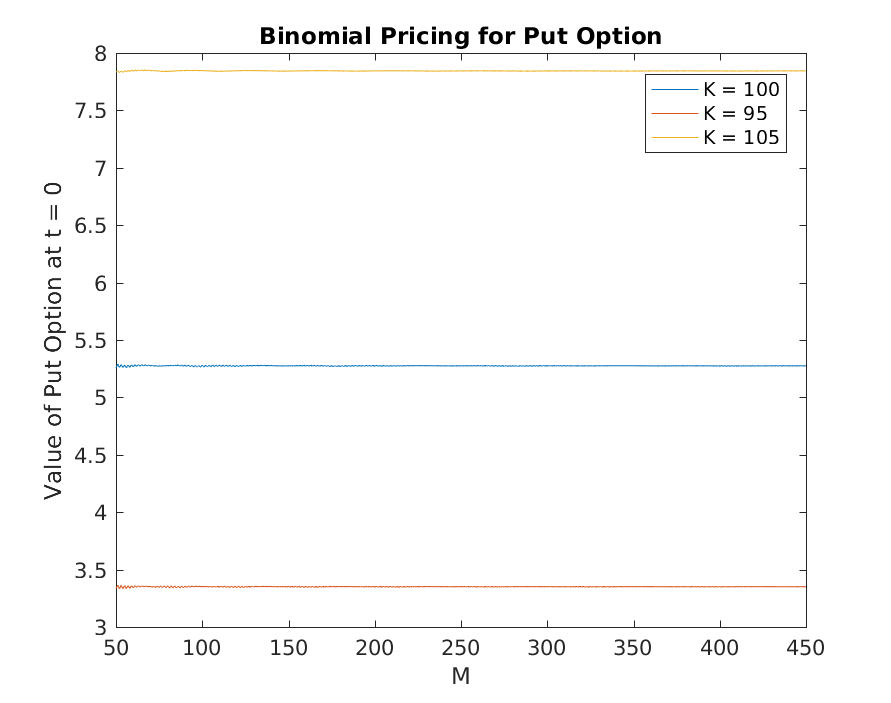 Binomial Pricing for Put Option
8
7.5
7
6.5
6
5.5
5
4.5
4
3.5
3
Value of Put Option at t = 0
K = 100
K = 95
K = 105
50 100 150 200 250 300 350 400 450
M